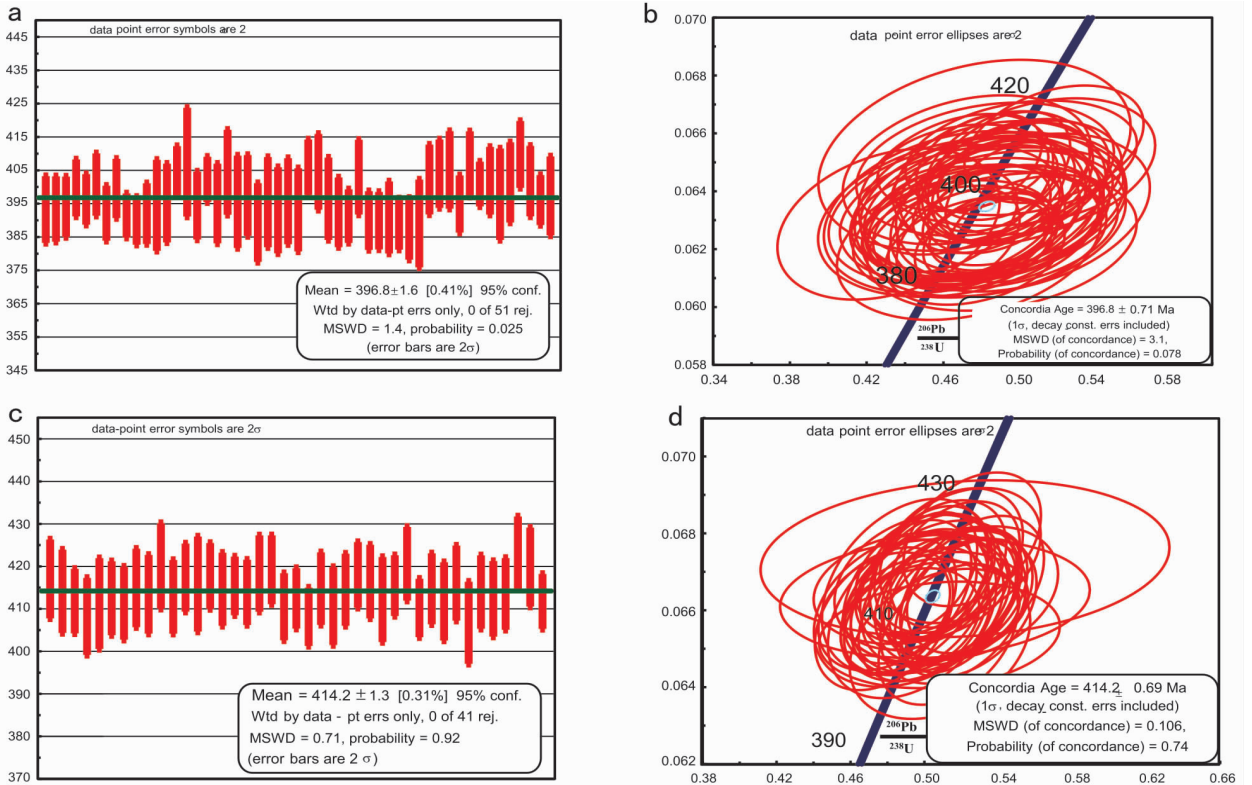 a
data point error symbols are 2
445
435
425
415
405
395
385
375
365
355
345
Mean = 396.8±1.6 [0.41%] 95% conf.
Wtd by data-pt errs only, 0 of 51 rej.
MSWD = 1.4, probability = 0.025
(error bars are 2σ)
b
data point error ellipses are σ2
0.070
0.068
0.066
0.064
0.062
0.060
0.058
420
400
380
206Pb
238U
Concordia Age = 396.8 ± 0.71 Ma
(1σ, decay const. errs included)
MSWD (of concordance) = 3.1,
Probability (of concordance) = 0.078
0.34 0.38 0.42 0.46 0.50 0.54 0.58
c
data-point error symbols are 2σ
450
440
430
420
410
400
390
380
370
Mean = 414.2 ± 1.3 [0.31%] 95% conf.
Wtd by data - pt errs only, 0 of 41 rej.
MSWD = 0.71, probability = 0.92
(error bars are 2 σ)
d
data point error ellipses are σ2
0.070
0.068
0.066
0.064
0.062
430
410
390
206Pb
238U
Concordia Age = 414.2 ± 0.69 Ma
(1σ, decay const. errs included)
MSWD (of concordance) = 0.106,
Probability (of concordance) = 0.74
0.38 0.42 0.46 0.50 0.54 0.58 0.62 0.66